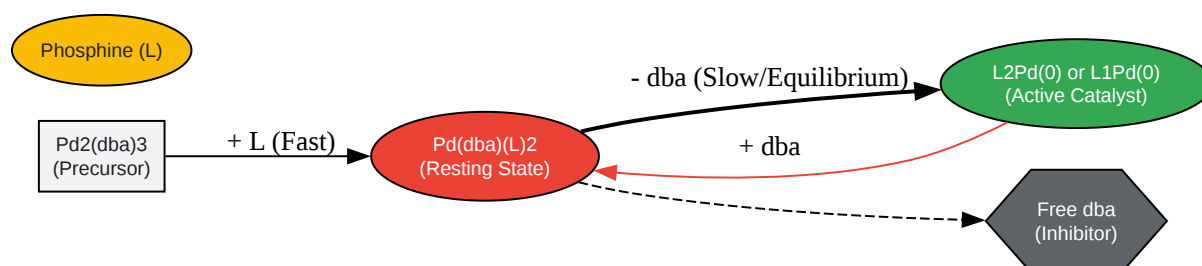 Phosphine (L)
Pd2(dba)3
(Precursor)
+ L (Fast)
Pd(dba)(L)2
(Resting State)
- dba (Slow/Equilibrium)
+ dba
L2Pd(0) or L1Pd(0)
(Active Catalyst)
Free dba
(Inhibitor)